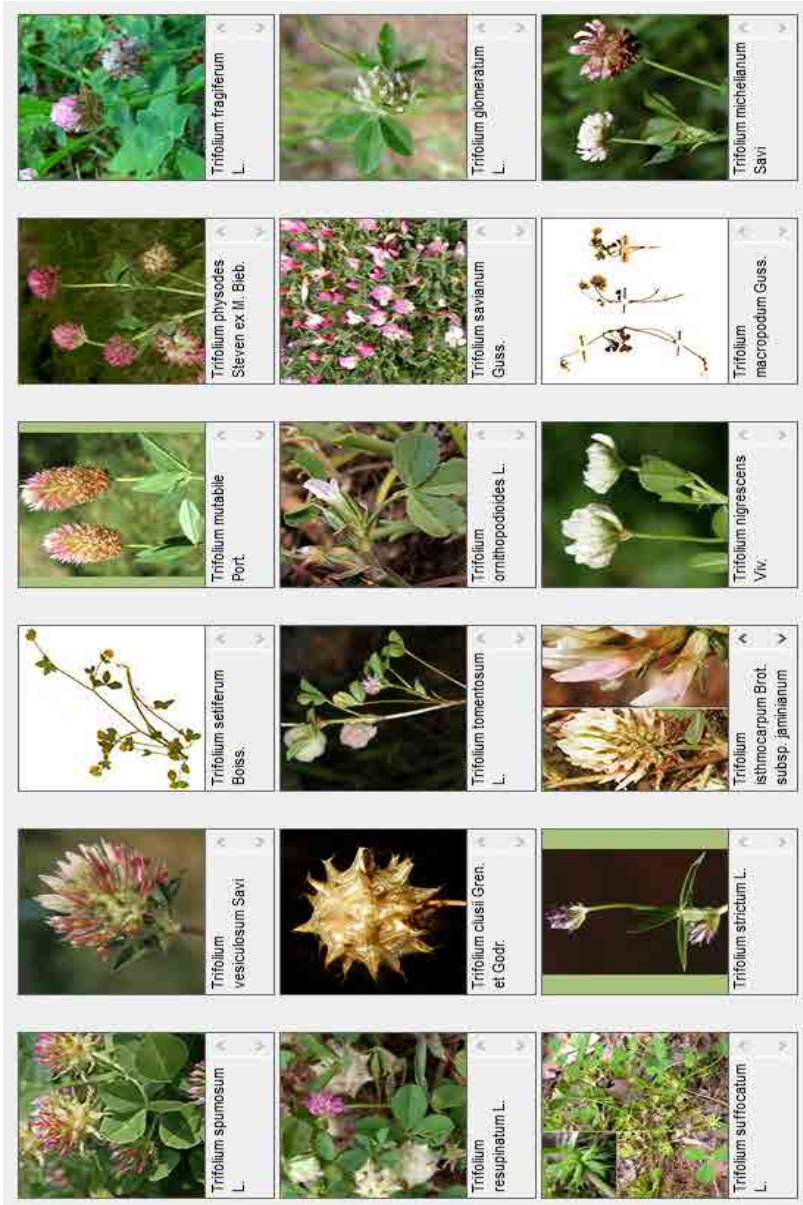 Trifolium spumosum
L.
Trifolium
vesiculosum Savi
Trifolium setiferum
Boiss.
Trifolium mutabile
Port.
Trifolium physodes
Steven ex M. Bieb.
Trifolium fragiferum
L.
Trifolium
resupinatum L.
Trifolium clusii Gren.
et Godr.
Trifolium tomentosum
L.
Trifolium
ornithopodioides L.
Trifolium savianum
Guss.
Trifolium glomeratum
L.
Trifolium suffocatum
L.
Trifolium strictum L.
Trifolium
isthmocarpum Brot.
subsp. jaminianum
Trifolium nigrescens
Viv.
Trifolium
macropodum Guss.
Trifolium michelianum
Savi